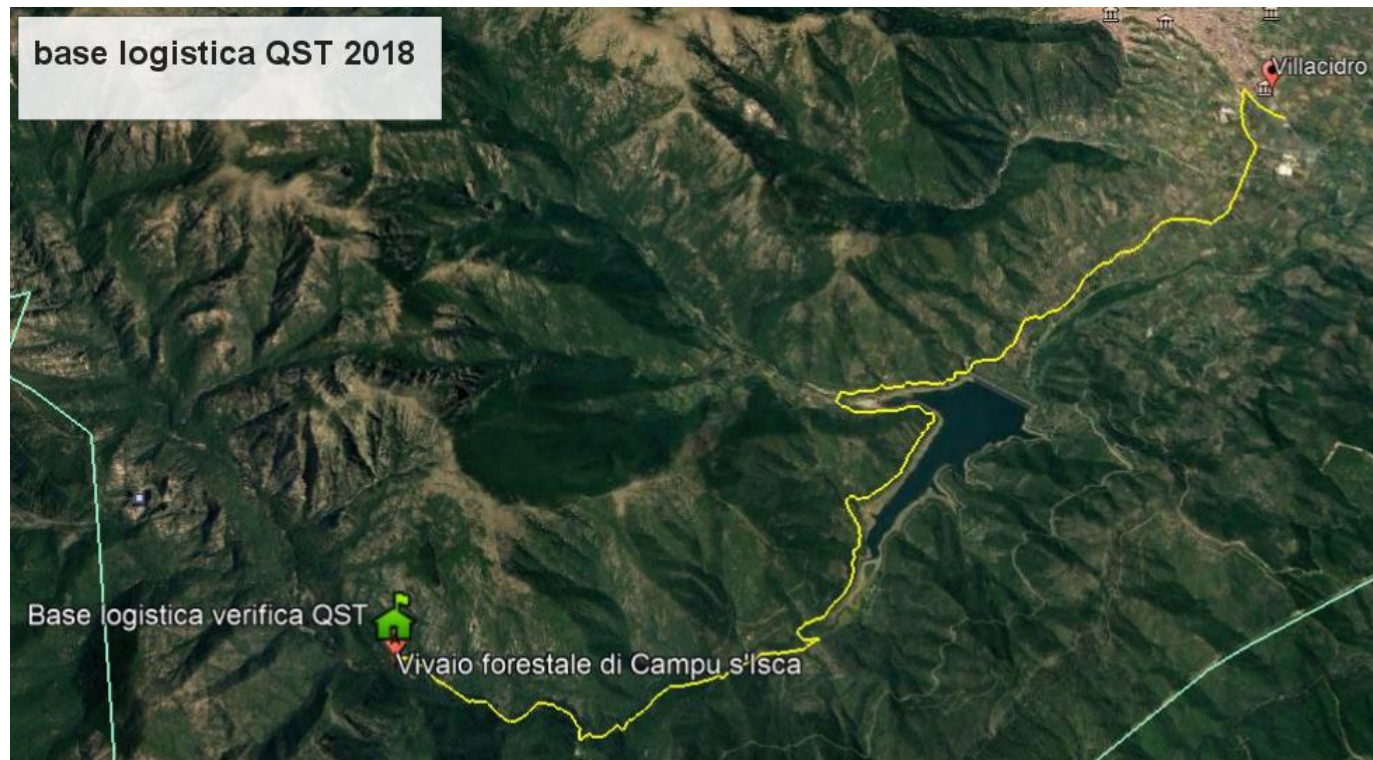 base logistica QST 2018
Villacidro
Base logistica verifica QST
Vivaio forestale di Campu s'Isca